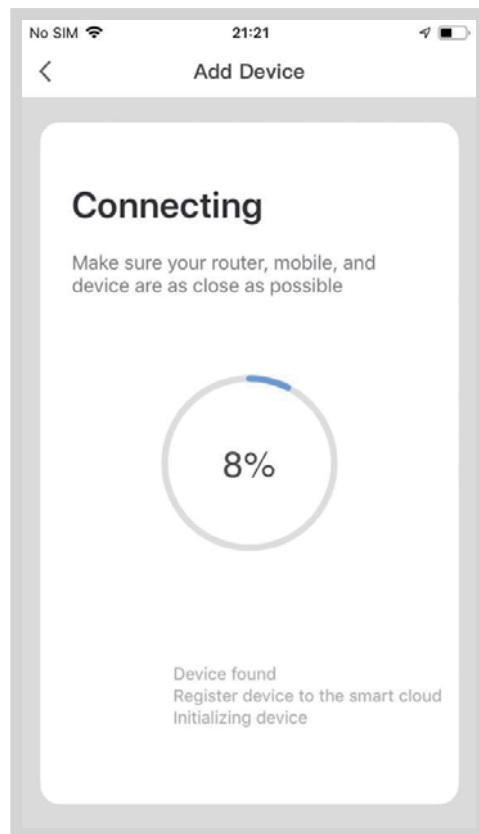 No SIM 21:21
Add Device
Connecting
Make sure your router, mobile, and
device are as close as possible
8%
Device found
Register device to the smart cloud
Initializing device